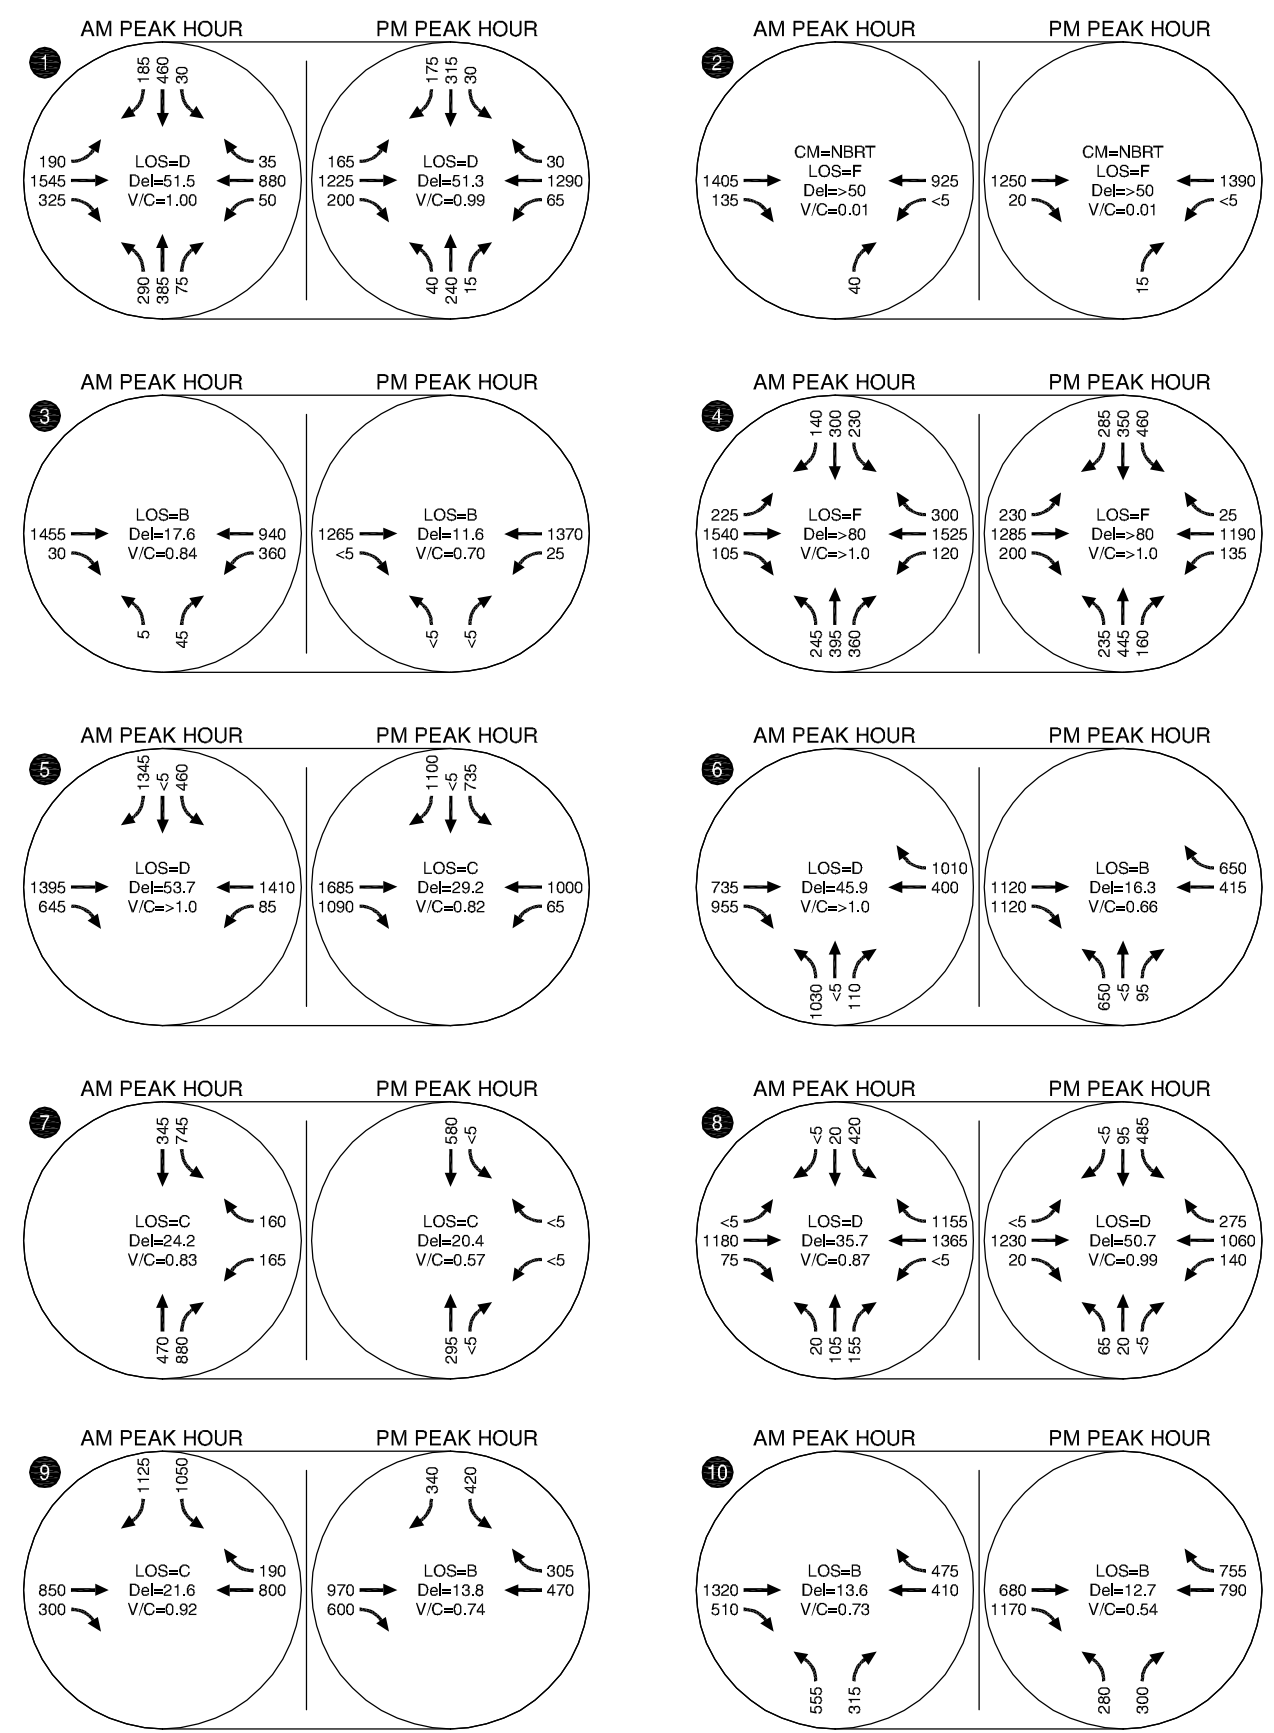 AM PEAK HOUR PM PEAK HOUR
1
185 460 30
190 1545 325
LOS=D
Del=51.5
V/C=1.00
35 880 50
290 385 75
175 315 30
165 1225 200
LOS=D
Del=51.3
V/C=0.99
30 1290 65
40 240 15
AM PEAK HOUR PM PEAK HOUR
2
1405 135
CM=NBRT
LOS=F
Del=>50
V/C=0.01
925 <5
40
1250 20
CM=NBRT
LOS=F
Del=>50
V/C=0.01
1390 <5
15
AM PEAK HOUR PM PEAK HOUR
3
1455 30
LOS=B
Del=17.6
V/C=0.84
940 360
5 45
1265 <5
LOS=B
Del=11.6
V/C=0.70
1370 25
<5 <5
AM PEAK HOUR PM PEAK HOUR
4
140 300 230
225 1540 105
LOS=F
Del=>80
V/C=>1.0
300 1525 120
245 395 360
285 350 460
230 1285 200
LOS=F
Del=>80
V/C=>1.0
25 1190 135
235 445 160
AM PEAK HOUR PM PEAK HOUR
5
1345 <5 460
1395 645
LOS=D
Del=53.7
V/C=>1.0
1410 85
1100 <5 735
1685 1090
LOS=C
Del=29.2
V/C=0.82
1000 65
AM PEAK HOUR PM PEAK HOUR
6
735 955
LOS=D
Del=45.9
V/C=>1.0
1010 400
1030 <5 110
1120 1120
LOS=B
Del=16.3
V/C=0.66
650 415
650 <5 95
AM PEAK HOUR PM PEAK HOUR
7
345 745
LOS=C
Del=24.2
V/C=0.83
160 165
470 880
580 <5
LOS=C
Del=20.4
V/C=0.57
<5 <5
295 <5
AM PEAK HOUR PM PEAK HOUR
8
<5 20 420
<5 1180 75
LOS=D
Del=35.7
V/C=0.87
1155 1365 <5
20 105 155
<5 95 485
<5 1230 20
LOS=D
Del=50.7
V/C=0.99
275 1060 140
65 20 <5
AM PEAK HOUR PM PEAK HOUR
9
1125 1050
850 300
LOS=C
Del=21.6
V/C=0.92
190 800
340 420
970 600
LOS=B
Del=13.8
V/C=0.74
305 470
AM PEAK HOUR PM PEAK HOUR
10
1320 510
LOS=B
Del=13.6
V/C=0.73
475 410
555 315
680 1170
LOS=B
Del=12.7
V/C=0.54
755 790
280 300